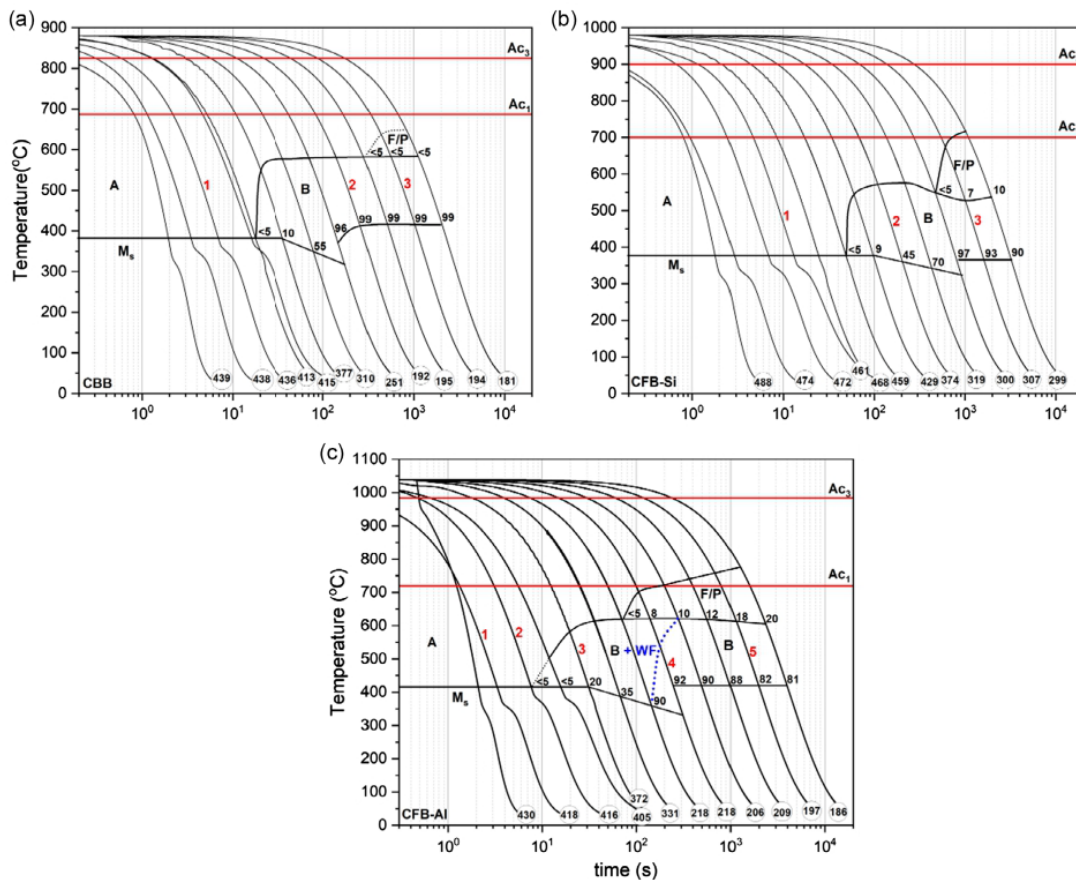 (a)
900
800
700
600
500
400
300
200
100
0
Temperature(ºC)
Ac3
Ac1
F/P
<5 <5 <5
A
1
B
2
3
96 99 99 99 99
<5 10 55
Ms
CBB
439 438 436 413 415 377 310 251 192 195 194 181
10^0 10^1 10^2 10^3 10^4
(b)
1000
900
800
700
600
500
400
300
200
100
0
Ac
Ac
F/P
<5 7 10
A
1
2
B
3
<5 9 45 70 97 93 90
Ms
CFB-Si
488 474 472 461 468 459 429 374 319 300 307 299
10^0 10^1 10^2 10^3 10^4
(c)
1100
1000
900
800
700
600
500
400
300
200
100
0
Temperature (ºC)
Ac3
Ac1
F/P
<5 8 10 12 18 20
A
1
2
3
B + WF
4
B
5
<5 <5 20 35 90 92 90 88 82 81
Ms
CFB-Al
430 418 416 372 405 331 218 218 206 209 197 186
10^0 10^1 10^2 10^3 10^4
time (s)